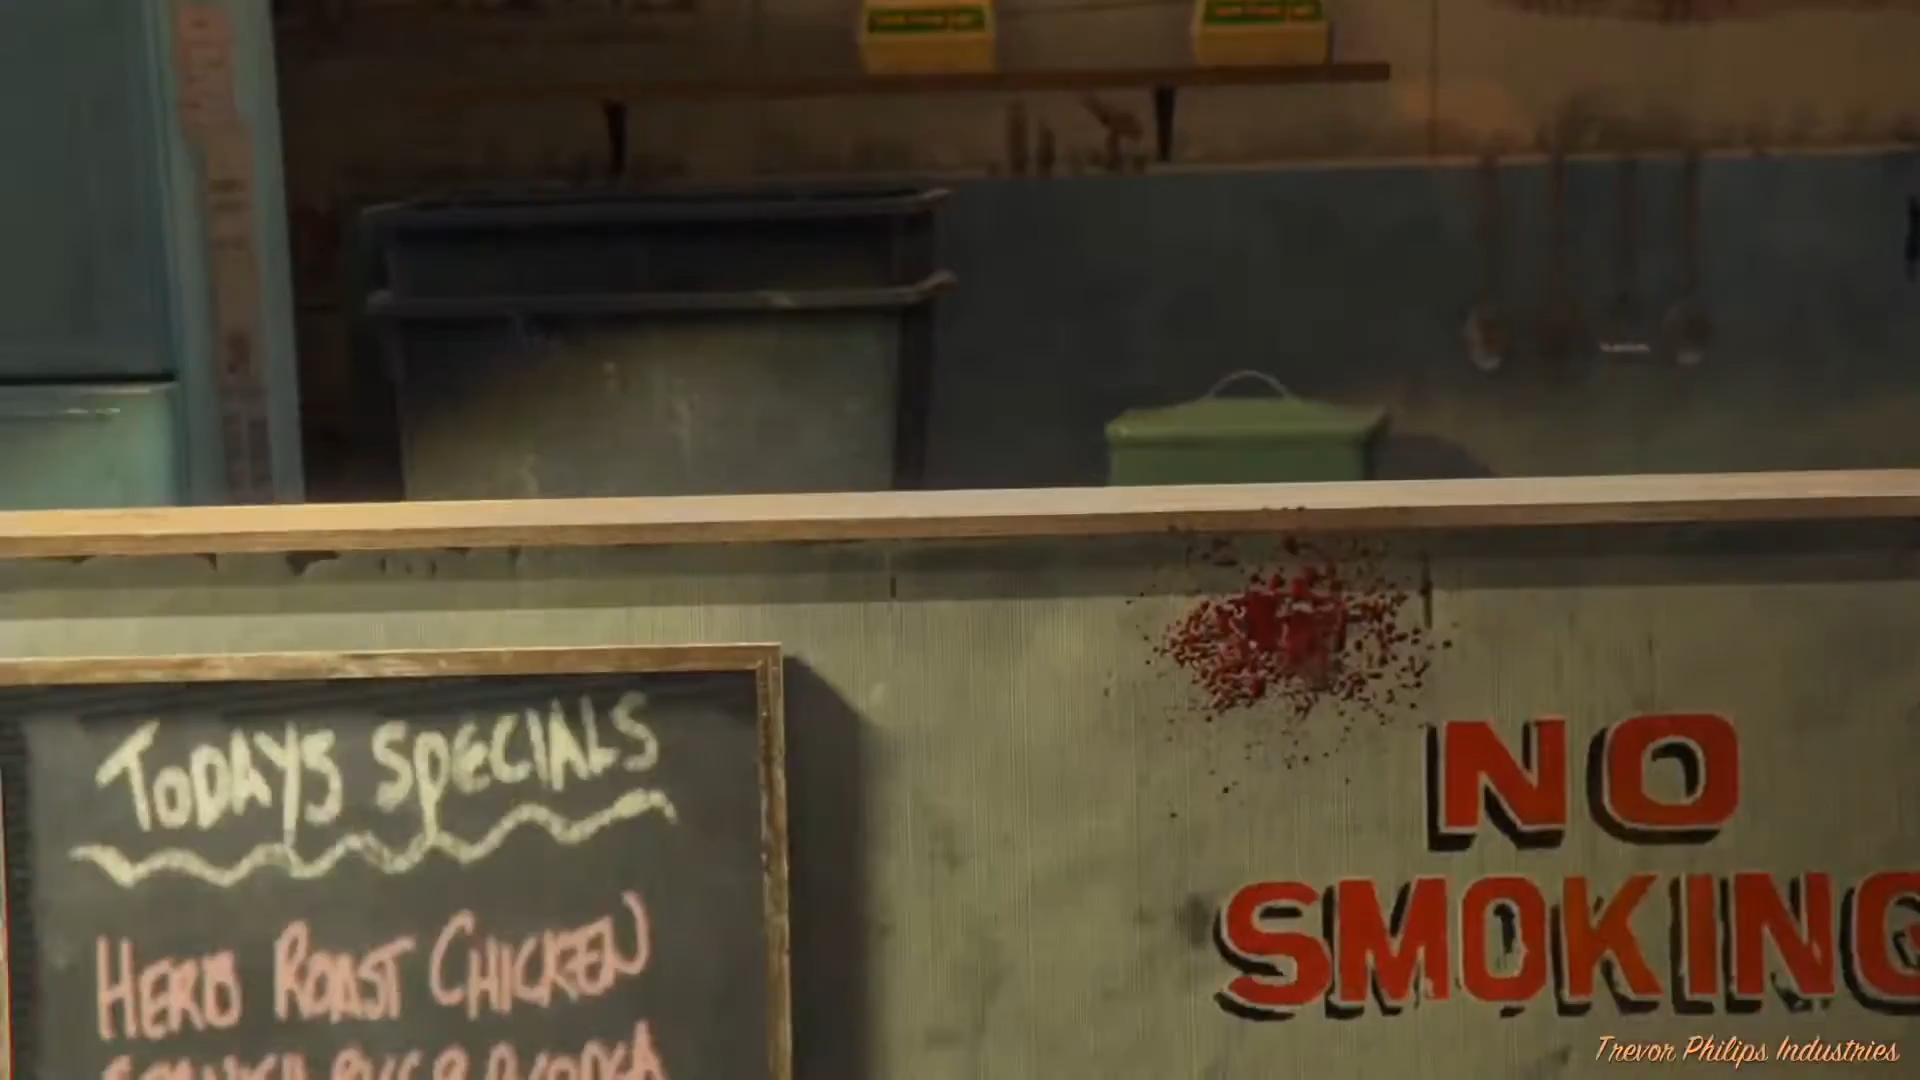 TODAYS SPECIALS
HERB ROAST CHICKEN
NO
SMOKING
Trevor Philips Industries